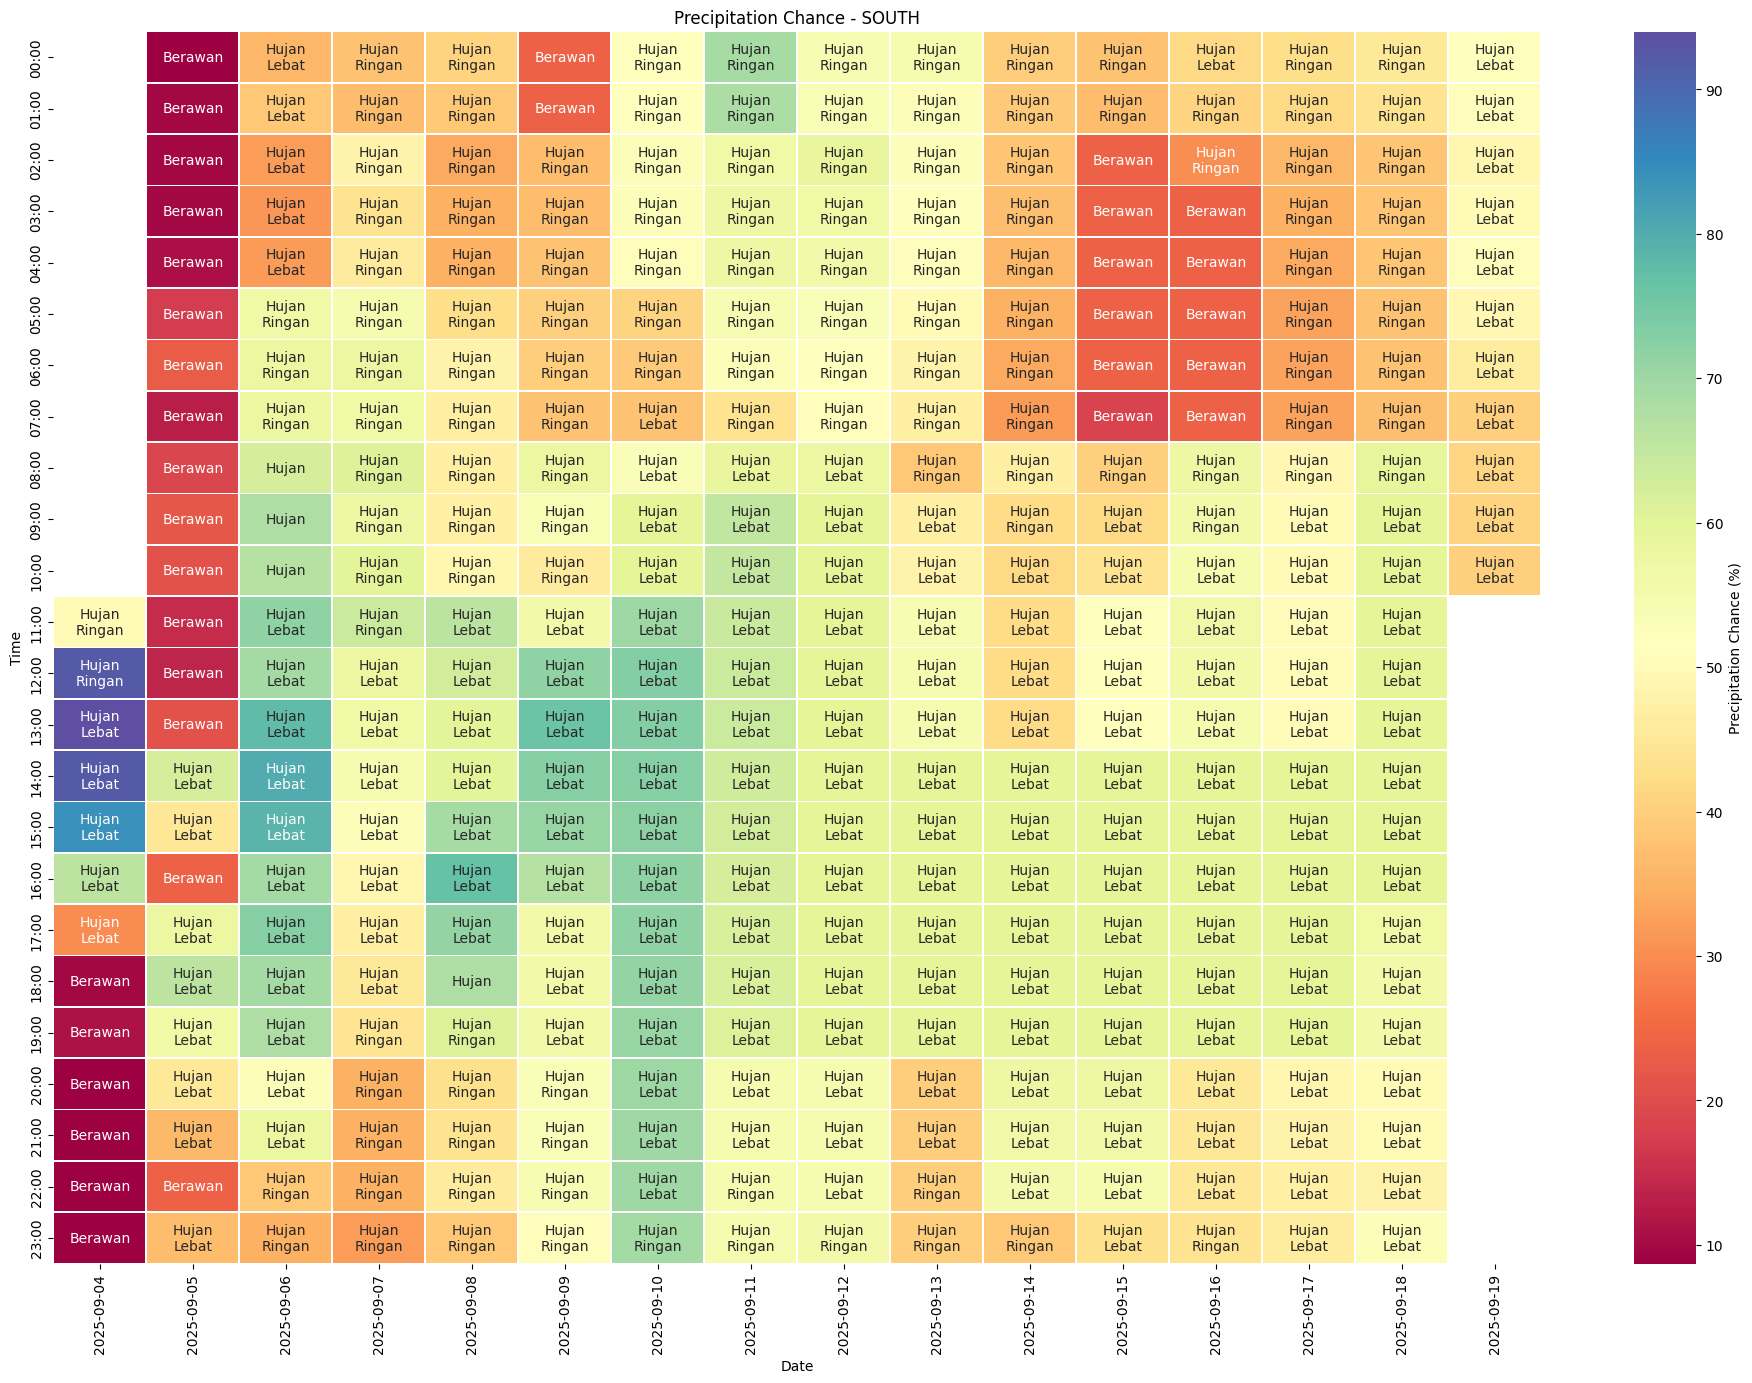 Precipitation Chance - SOUTH
00:00 Berawan Hujan Lebat Hujan Ringan Hujan Ringan Berawan Hujan Ringan Hujan Ringan Hujan Ringan Hujan Ringan Hujan Ringan Hujan Ringan Hujan Lebat Hujan Ringan Hujan Ringan Hujan Lebat
01:00 Berawan Hujan Lebat Hujan Ringan Hujan Ringan Berawan Hujan Ringan Hujan Ringan Hujan Ringan Hujan Ringan Hujan Ringan Hujan Ringan Hujan Ringan Hujan Ringan Hujan Ringan Hujan Lebat
02:00 Berawan Hujan Lebat Hujan Ringan Hujan Ringan Hujan Ringan Hujan Ringan Hujan Ringan Hujan Ringan Hujan Ringan Hujan Ringan Berawan Hujan Ringan Hujan Ringan Hujan Ringan Hujan Lebat
03:00 Berawan Hujan Lebat Hujan Ringan Hujan Ringan Hujan Ringan Hujan Ringan Hujan Ringan Hujan Ringan Hujan Ringan Hujan Ringan Berawan Berawan Hujan Ringan Hujan Ringan Hujan Lebat
04:00 Berawan Hujan Lebat Hujan Ringan Hujan Ringan Hujan Ringan Hujan Ringan Hujan Ringan Hujan Ringan Hujan Ringan Hujan Ringan Berawan Berawan Hujan Ringan Hujan Ringan Hujan Lebat
05:00 Berawan Hujan Ringan Hujan Ringan Hujan Ringan Hujan Ringan Hujan Ringan Hujan Ringan Hujan Ringan Hujan Ringan Hujan Ringan Berawan Berawan Hujan Ringan Hujan Ringan Hujan Lebat
06:00 Berawan Hujan Ringan Hujan Ringan Hujan Ringan Hujan Ringan Hujan Ringan Hujan Ringan Hujan Ringan Hujan Ringan Hujan Ringan Berawan Berawan Hujan Ringan Hujan Ringan Hujan Lebat
07:00 Berawan Hujan Ringan Hujan Ringan Hujan Ringan Hujan Ringan Hujan Lebat Hujan Ringan Hujan Ringan Hujan Ringan Hujan Ringan Berawan Berawan Hujan Ringan Hujan Ringan Hujan Lebat
08:00 Berawan Hujan Hujan Ringan Hujan Ringan Hujan Ringan Hujan Lebat Hujan Lebat Hujan Lebat Hujan Ringan Hujan Ringan Hujan Ringan Hujan Ringan Hujan Ringan Hujan Ringan Hujan Lebat
09:00 Berawan Hujan Hujan Ringan Hujan Ringan Hujan Ringan Hujan Lebat Hujan Lebat Hujan Lebat Hujan Lebat Hujan Ringan Hujan Lebat Hujan Ringan Hujan Lebat Hujan Lebat Hujan Lebat
10:00 Berawan Hujan Hujan Ringan Hujan Ringan Hujan Ringan Hujan Lebat Hujan Lebat Hujan Lebat Hujan Lebat Hujan Lebat Hujan Lebat Hujan Lebat Hujan Lebat Hujan Lebat Hujan Lebat
11:00 Hujan Ringan Berawan Hujan Lebat Hujan Ringan Hujan Lebat Hujan Lebat Hujan Lebat Hujan Lebat Hujan Lebat Hujan Lebat Hujan Lebat Hujan Lebat Hujan Lebat Hujan Lebat Hujan Lebat
12:00 Hujan Ringan Berawan Hujan Lebat Hujan Lebat Hujan Lebat Hujan Lebat Hujan Lebat Hujan Lebat Hujan Lebat Hujan Lebat Hujan Lebat Hujan Lebat Hujan Lebat Hujan Lebat Hujan Lebat
13:00 Hujan Lebat Berawan Hujan Lebat Hujan Lebat Hujan Lebat Hujan Lebat Hujan Lebat Hujan Lebat Hujan Lebat Hujan Lebat Hujan Lebat Hujan Lebat Hujan Lebat Hujan Lebat Hujan Lebat
14:00 Hujan Lebat Hujan Lebat Hujan Lebat Hujan Lebat Hujan Lebat Hujan Lebat Hujan Lebat Hujan Lebat Hujan Lebat Hujan Lebat Hujan Lebat Hujan Lebat Hujan Lebat Hujan Lebat Hujan Lebat
15:00 Hujan Lebat Hujan Lebat Hujan Lebat Hujan Lebat Hujan Lebat Hujan Lebat Hujan Lebat Hujan Lebat Hujan Lebat Hujan Lebat Hujan Lebat Hujan Lebat Hujan Lebat Hujan Lebat Hujan Lebat
16:00 Hujan Lebat Berawan Hujan Lebat Hujan Lebat Hujan Lebat Hujan Lebat Hujan Lebat Hujan Lebat Hujan Lebat Hujan Lebat Hujan Lebat Hujan Lebat Hujan Lebat Hujan Lebat Hujan Lebat
17:00 Hujan Lebat Hujan Lebat Hujan Lebat Hujan Lebat Hujan Lebat Hujan Lebat Hujan Lebat Hujan Lebat Hujan Lebat Hujan Lebat Hujan Lebat Hujan Lebat Hujan Lebat Hujan Lebat Hujan Lebat
18:00 Berawan Hujan Lebat Hujan Lebat Hujan Lebat Hujan Hujan Lebat Hujan Lebat Hujan Lebat Hujan Lebat Hujan Lebat Hujan Lebat Hujan Lebat Hujan Lebat Hujan Lebat Hujan Lebat
19:00 Berawan Hujan Lebat Hujan Lebat Hujan Ringan Hujan Ringan Hujan Lebat Hujan Lebat Hujan Lebat Hujan Lebat Hujan Lebat Hujan Lebat Hujan Lebat Hujan Lebat Hujan Lebat Hujan Lebat
20:00 Berawan Hujan Lebat Hujan Lebat Hujan Ringan Hujan Ringan Hujan Ringan Hujan Lebat Hujan Lebat Hujan Lebat Hujan Lebat Hujan Lebat Hujan Lebat Hujan Lebat Hujan Lebat Hujan Lebat
21:00 Berawan Hujan Lebat Hujan Lebat Hujan Ringan Hujan Ringan Hujan Ringan Hujan Lebat Hujan Lebat Hujan Lebat Hujan Lebat Hujan Lebat Hujan Lebat Hujan Lebat Hujan Lebat Hujan Lebat
22:00 Berawan Berawan Hujan Ringan Hujan Ringan Hujan Ringan Hujan Ringan Hujan Lebat Hujan Ringan Hujan Lebat Hujan Ringan Hujan Lebat Hujan Lebat Hujan Lebat Hujan Lebat Hujan Lebat
23:00 Berawan Hujan Lebat Hujan Ringan Hujan Ringan Hujan Ringan Hujan Ringan Hujan Ringan Hujan Ringan Hujan Ringan Hujan Ringan Hujan Ringan Hujan Lebat Hujan Ringan Hujan Lebat Hujan Lebat
Time
2025-09-04 2025-09-05 2025-09-06 2025-09-07 2025-09-08 2025-09-09 2025-09-10 2025-09-11 2025-09-12 2025-09-13 2025-09-14 2025-09-15 2025-09-16 2025-09-17 2025-09-18 2025-09-19
Date
90
80
70
60
50
40
30
20
10
Precipitation Chance (%)